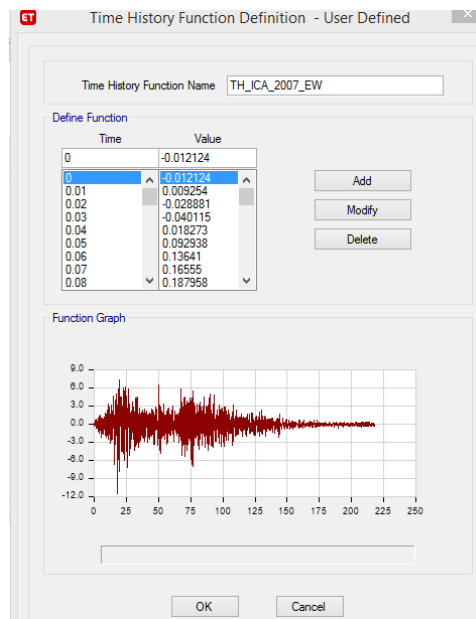 ET Time History Function Definition - User Defined
Time History Function Name TH_ICA_2007_EW
Define Function
Time Value
0 -0.012124
0 -0.012124
0.01 0.009254
0.02 -0.028881
0.03 -0.040115
0.04 0.018273
0.05 0.092938
0.06 0.13641
0.07 0.16555
0.08 0.187958
Add
Modify
Delete
Function Graph
9.0
6.0
3.0
0.0
-3.0
-6.0
-9.0
-12.0
0 25 50 75 100 125 150 175 200 225 250
OK Cancel